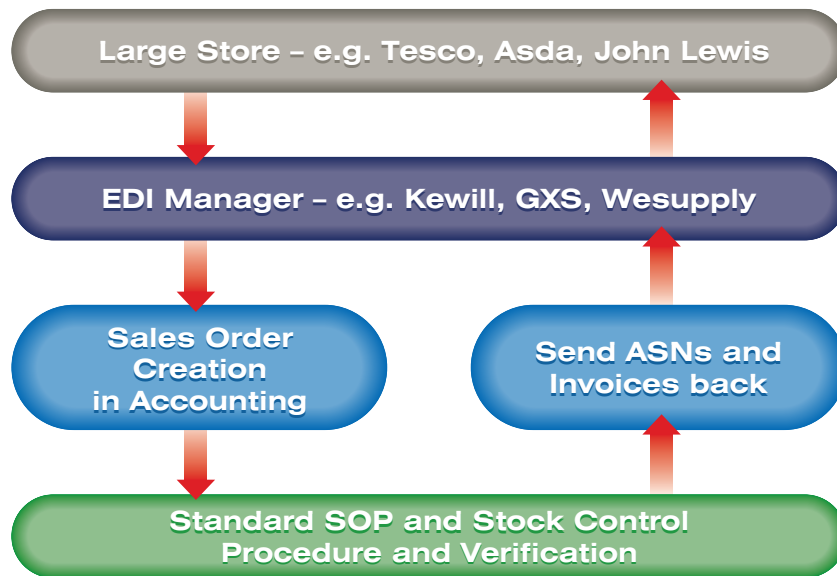 Large Store – e.g. Tesco, Asda, John Lewis
EDI Manager – e.g. Kewill, GXS, Wesupply
Sales Order
Creation
in Accounting
Send ASNs and
Invoices back
Standard SOP and Stock Control
Procedure and Verification